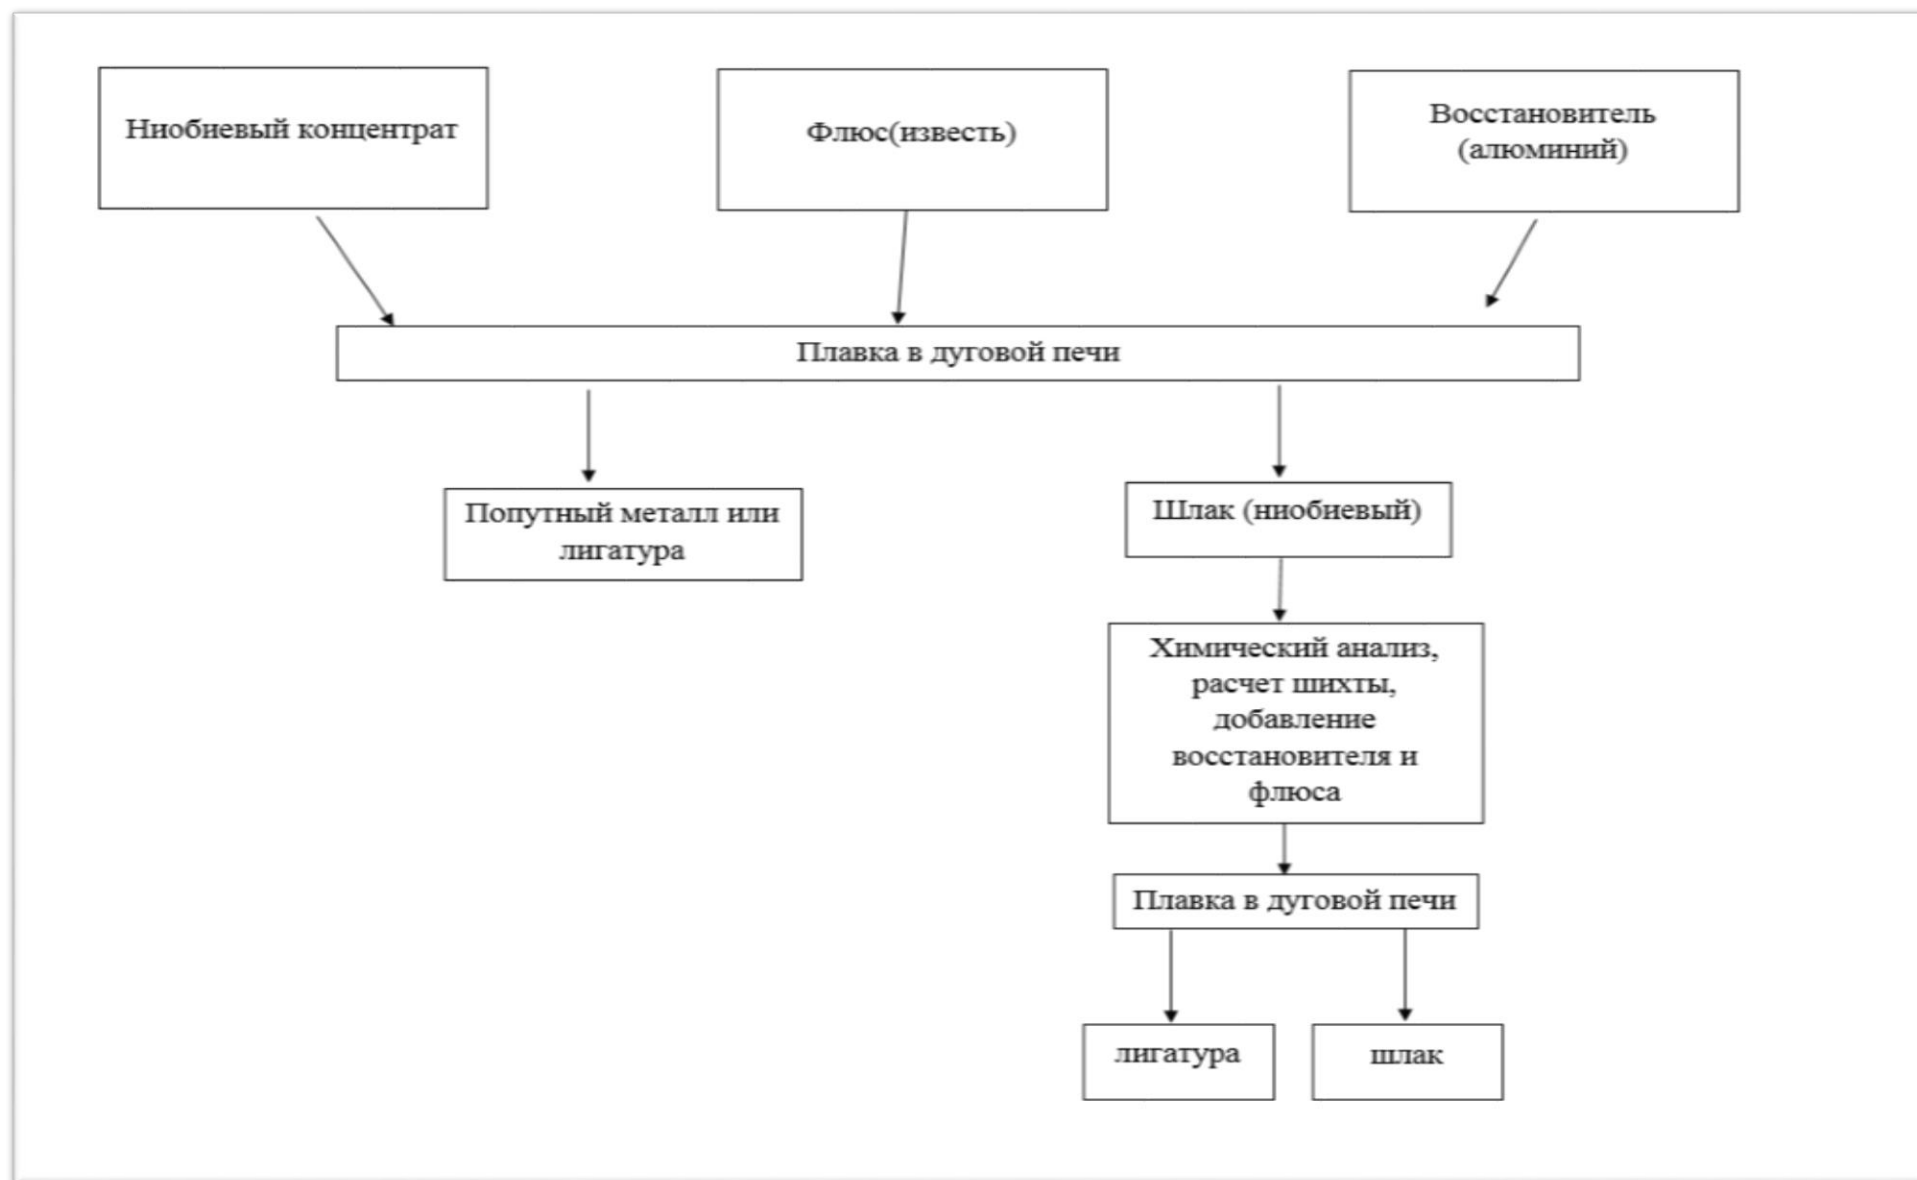 Ниобиевый концентрат
Флюс(известь)
Восстановитель
(алюминий)
Плавка в дуговой печи
Попутный металл или
лигатура
Шлак (ниобиевый)
Химический анализ,
расчет шихты,
добавление
восстановителя и
флюса
Плавка в дуговой печи
лигатура
шлак